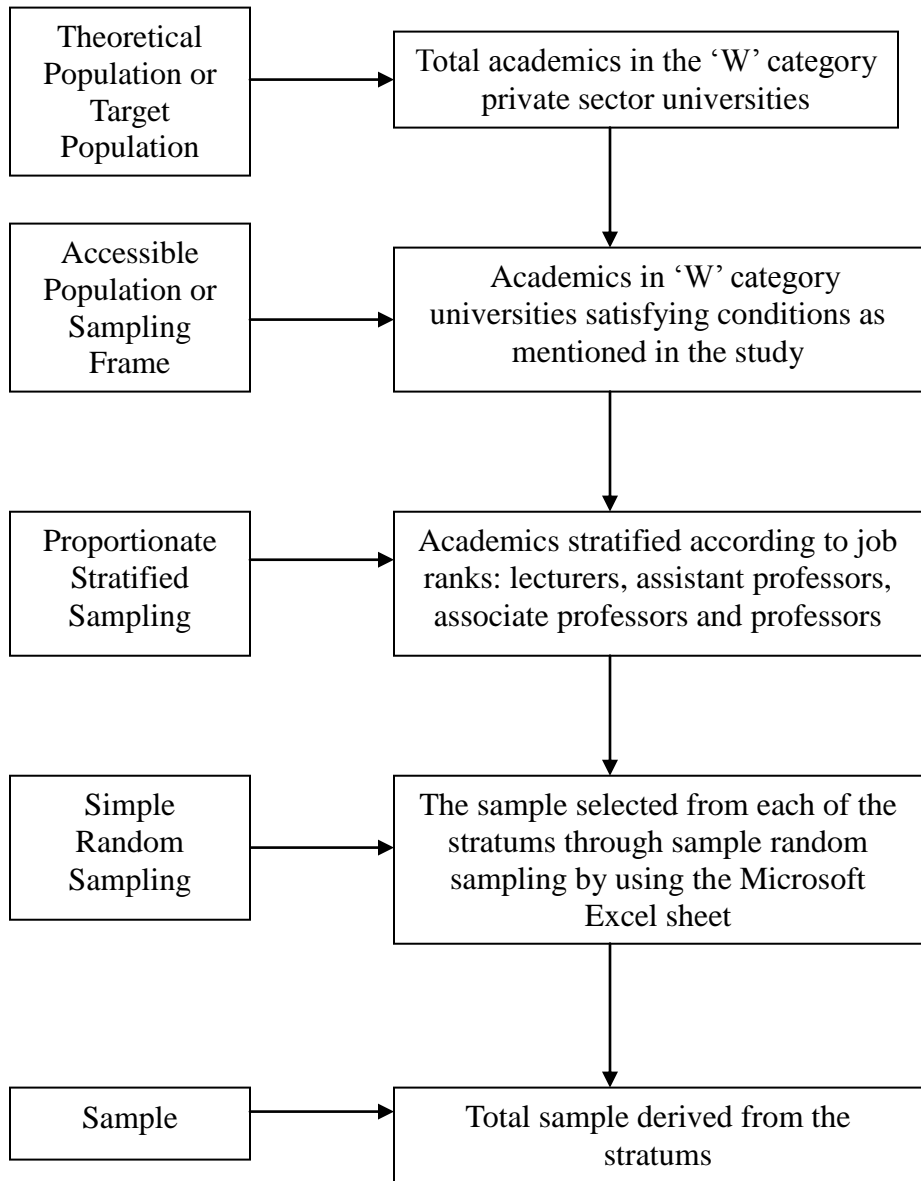 Theoretical
Population or
Target
Population
Total academics in the ‘W’ category
private sector universities
Accessible
Population or
Sampling
Frame
Academics in ‘W’ category
universities satisfying conditions as
mentioned in the study
Proportionate
Stratified
Sampling
Academics stratified according to job
ranks: lecturers, assistant professors,
associate professors and professors
Simple
Random
Sampling
The sample selected from each of the
stratums through sample random
sampling by using the Microsoft
Excel sheet
Sample
Total sample derived from the
stratums